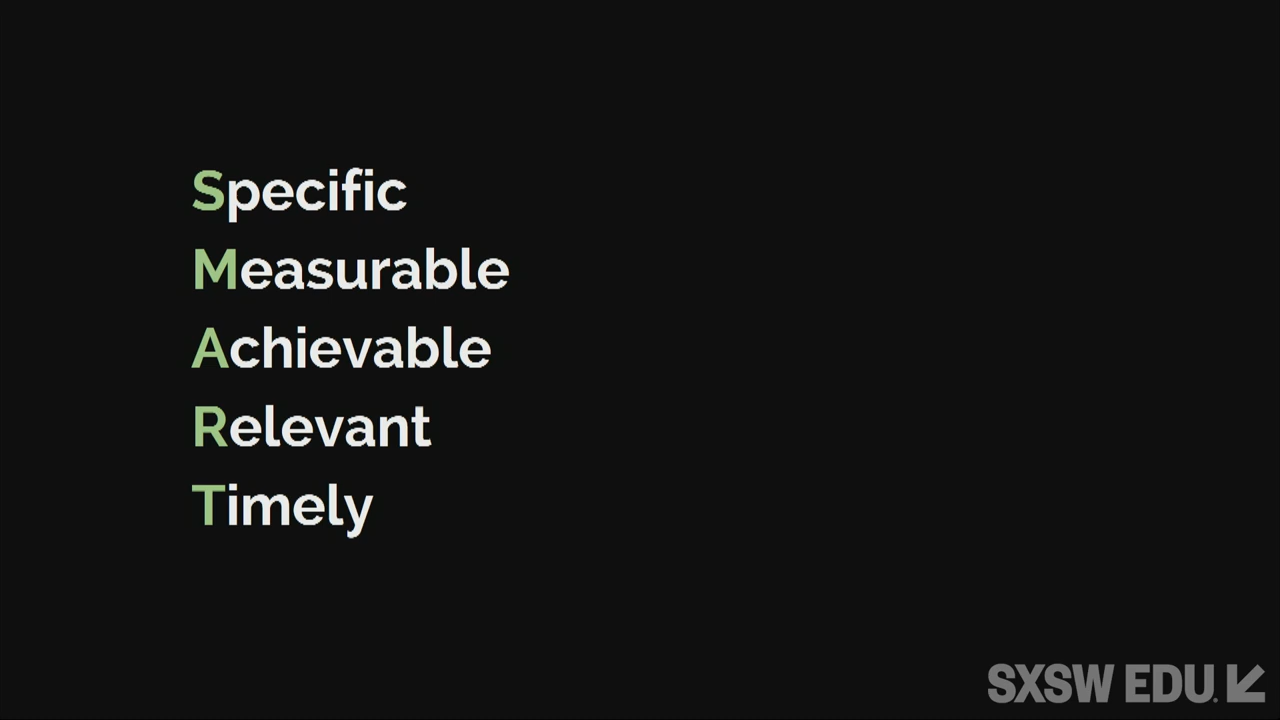 Specific
Measurable
Achievable
Relevant
Timely
SXSW EDU.